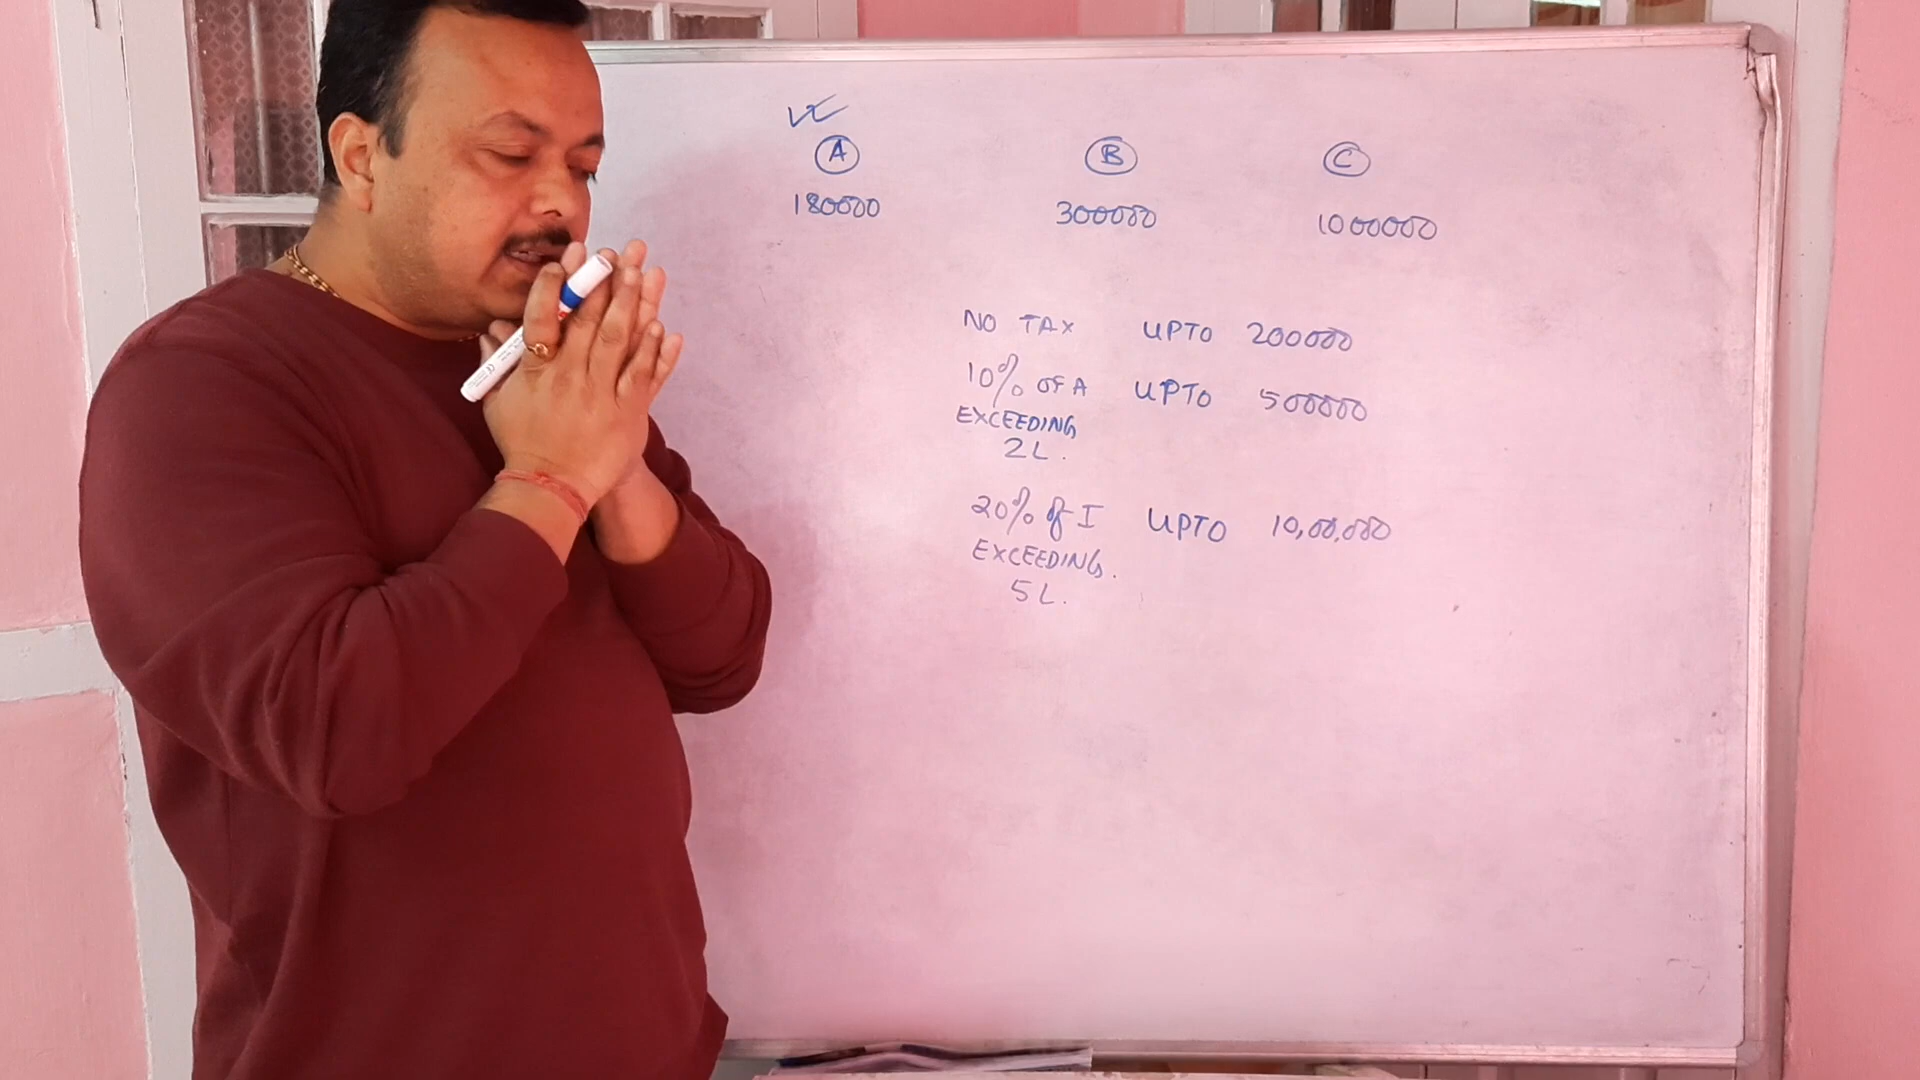 A B C
180000 300000 1000000
NO TAX UPTO 200000
10% OF A UPTO 500000
EXCEEDING
2L.
20% of I UPTO 10,00,000
EXCEEDING.
5L.